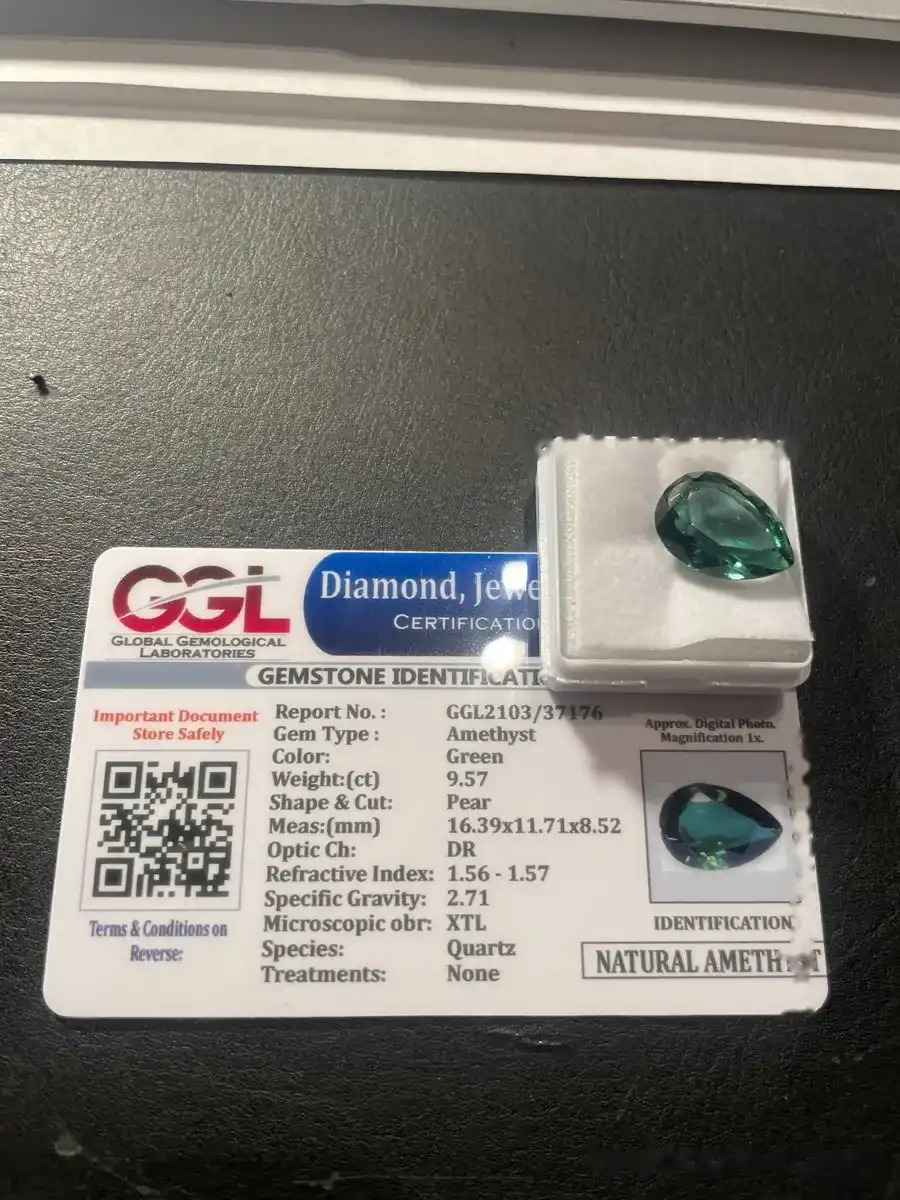 GGL
GLOBAL GEMOLOGICAL
LABORATORIES
Diamond,
CERTIFICATIO
GEMSTONE IDENTIFICATI
Important Document
Store Safely
Report No. : GGL2103/37176
Gem Type : Amethyst
Color: Green
Weight:(ct) 9.57
Shape & Cut: Pear
Meas:(mm) 16.39x11.71x8.52
Optic Ch: DR
Refractive Index: 1.56 - 1.57
Specific Gravity: 2.71
Microscopic obr: XTL
Species: Quartz
Treatments: None
Terms & Conditions on
Reverse:
Approx. Digital Photo.
Magnification 1x.
IDENTIFICATION
NATURAL AMETH